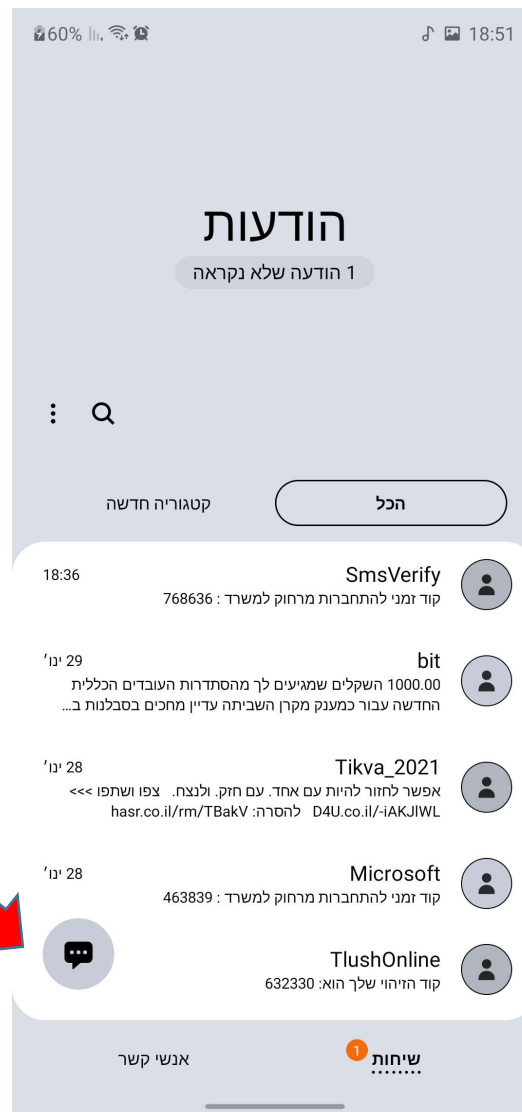 60% 18:51
הודעות
1 הודעה שלא נקראה
הכל
קטגוריה חדשה
SmsVerify 18:36
קוד זמני להתחברות מרחוק למשרד : 768636
bit 29 ינו׳
1000.00 השקלים שמגיעים לך מהסתדרות העובדים הכללית
החדשה עבור כמענק מקרן השביתה עדיין מחכים בסבלנות ב...
Tikva_2021 28 ינו׳
אפשר לחזור להיות עם אחד. עם חזק. ולנצח. צפו ושתפו >>>
D4U.co.il/-iAKJlWL להסרה: hasr.co.il/rm/TBakV
Microsoft 28 ינו׳
קוד זמני להתחברות מרחוק למשרד : 463839
TlushOnline
קוד הזיהוי שלך הוא: 632330
שיחות 1
אנשי קשר